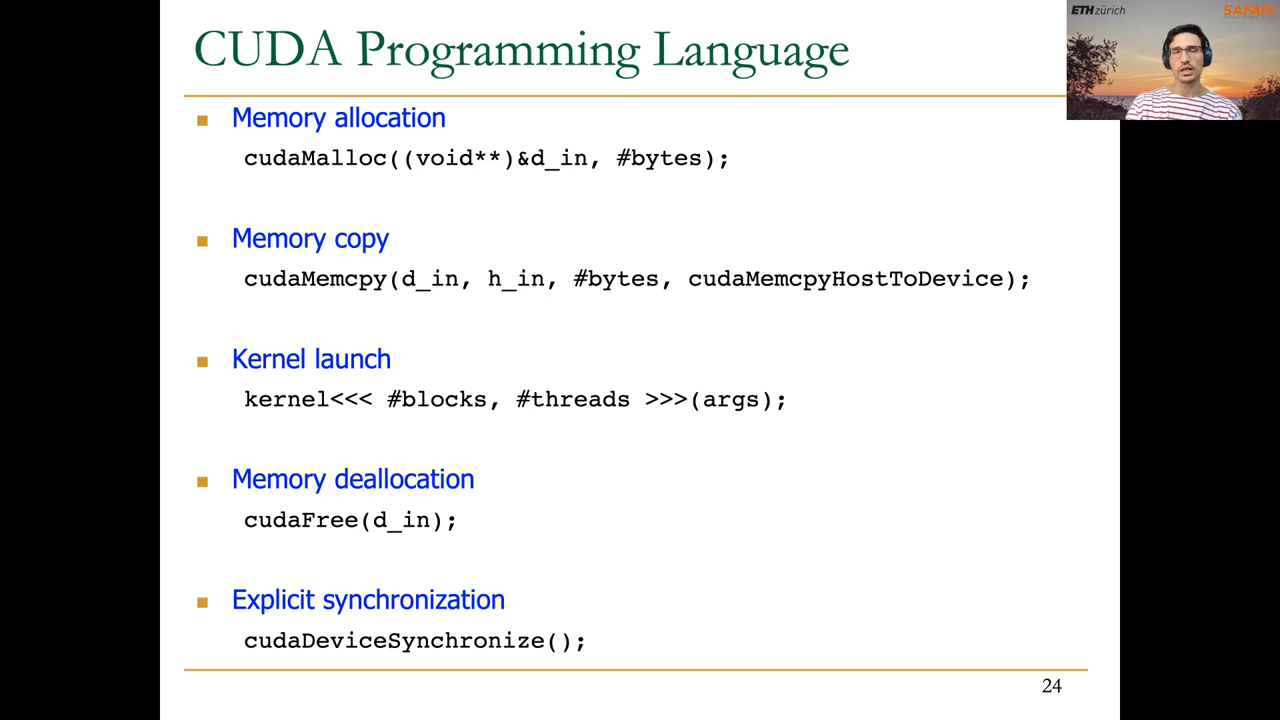 CUDA Programming Language
ETHzürich
SAFARI
Memory allocation
cudaMalloc((void**)&d_in, #bytes);
Memory copy
cudaMemcpy(d_in, h_in, #bytes, cudaMemcpyHostToDevice);
Kernel launch
kernel<<< #blocks, #threads >>>(args);
Memory deallocation
cudaFree(d_in);
Explicit synchronization
cudaDeviceSynchronize();
24